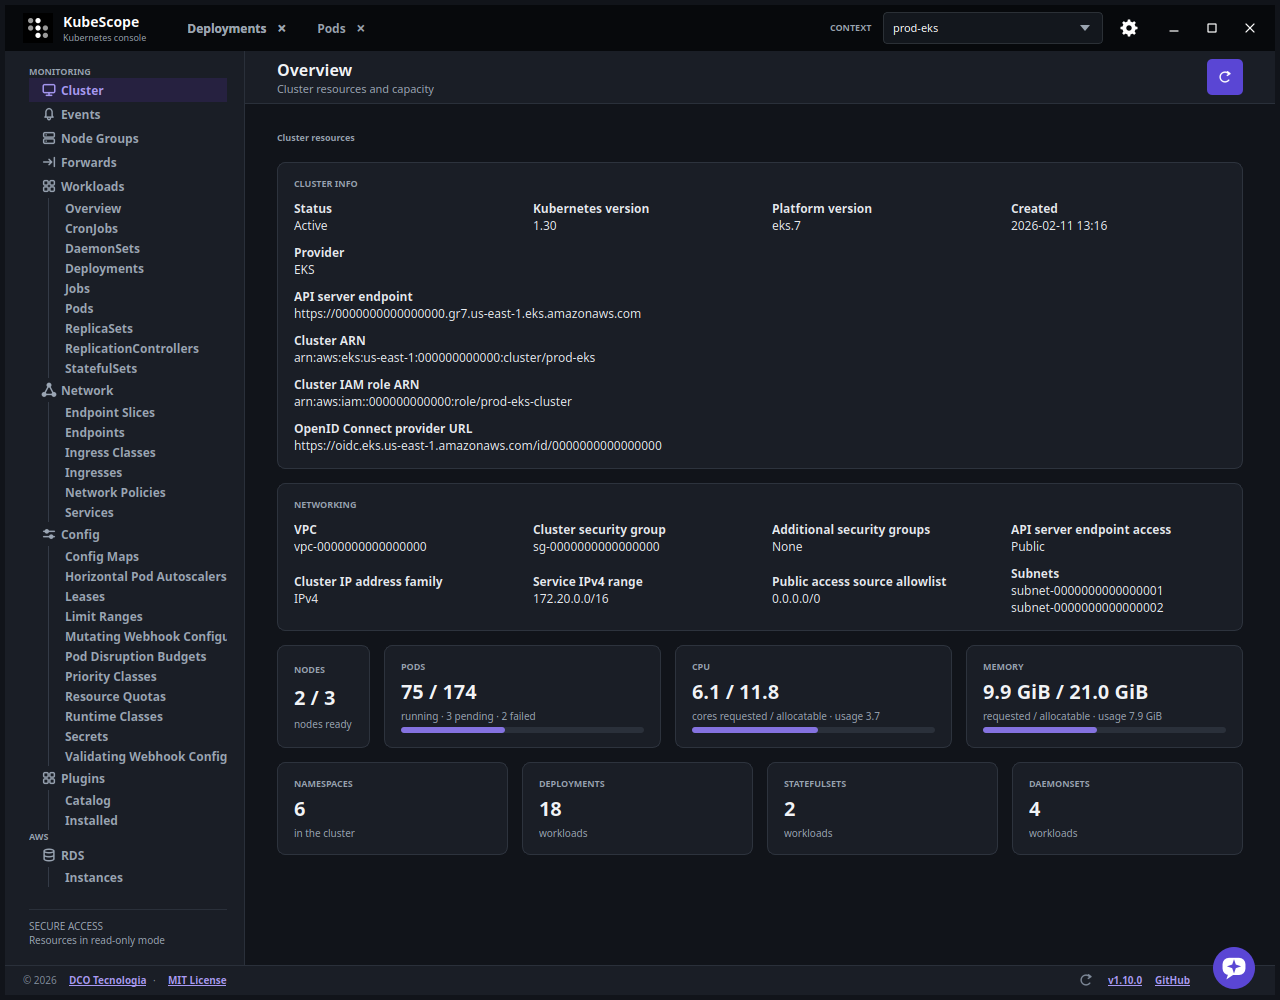 KubeScope
Kubernetes console
Deployments ×
Pods ×
CONTEXT
prod-eks
MONITORING
Cluster
Events
Node Groups
Forwards
Workloads
Overview
CronJobs
DaemonSets
Deployments
Jobs
Pods
ReplicaSets
ReplicationControllers
StatefulSets
Network
Endpoint Slices
Endpoints
Ingress Classes
Ingresses
Network Policies
Services
Config
Config Maps
Horizontal Pod Autoscalers
Leases
Limit Ranges
Mutating Webhook Configu
Pod Disruption Budgets
Priority Classes
Resource Quotas
Runtime Classes
Secrets
Validating Webhook Config
Plugins
Catalog
Installed
AWS
RDS
Instances
SECURE ACCESS
Resources in read-only mode
Overview
Cluster resources and capacity
Cluster resources
CLUSTER INFO
Status
Active
Kubernetes version
1.30
Platform version
eks.7
Created
2026-02-11 13:16
Provider
EKS
API server endpoint
https://0000000000000000.gr7.us-east-1.eks.amazonaws.com
Cluster ARN
arn:aws:eks:us-east-1:000000000000:cluster/prod-eks
Cluster IAM role ARN
arn:aws:iam::000000000000:role/prod-eks-cluster
OpenID Connect provider URL
https://oidc.eks.us-east-1.amazonaws.com/id/0000000000000000
NETWORKING
VPC
vpc-0000000000000000
Cluster security group
sg-0000000000000000
Additional security groups
None
API server endpoint access
Public
Cluster IP address family
IPv4
Service IPv4 range
172.20.0.0/16
Public access source allowlist
0.0.0.0/0
Subnets
subnet-0000000000000001
subnet-0000000000000002
NODES
2 / 3
nodes ready
PODS
75 / 174
running · 3 pending · 2 failed
CPU
6.1 / 11.8
cores requested / allocatable · usage 3.7
MEMORY
9.9 GiB / 21.0 GiB
requested / allocatable · usage 7.9 GiB
NAMESPACES
6
in the cluster
DEPLOYMENTS
18
workloads
STATEFULSETS
2
workloads
DAEMONSETS
4
workloads
© 2026 DCO Tecnologia · MIT License
v1.10.0 GitHub